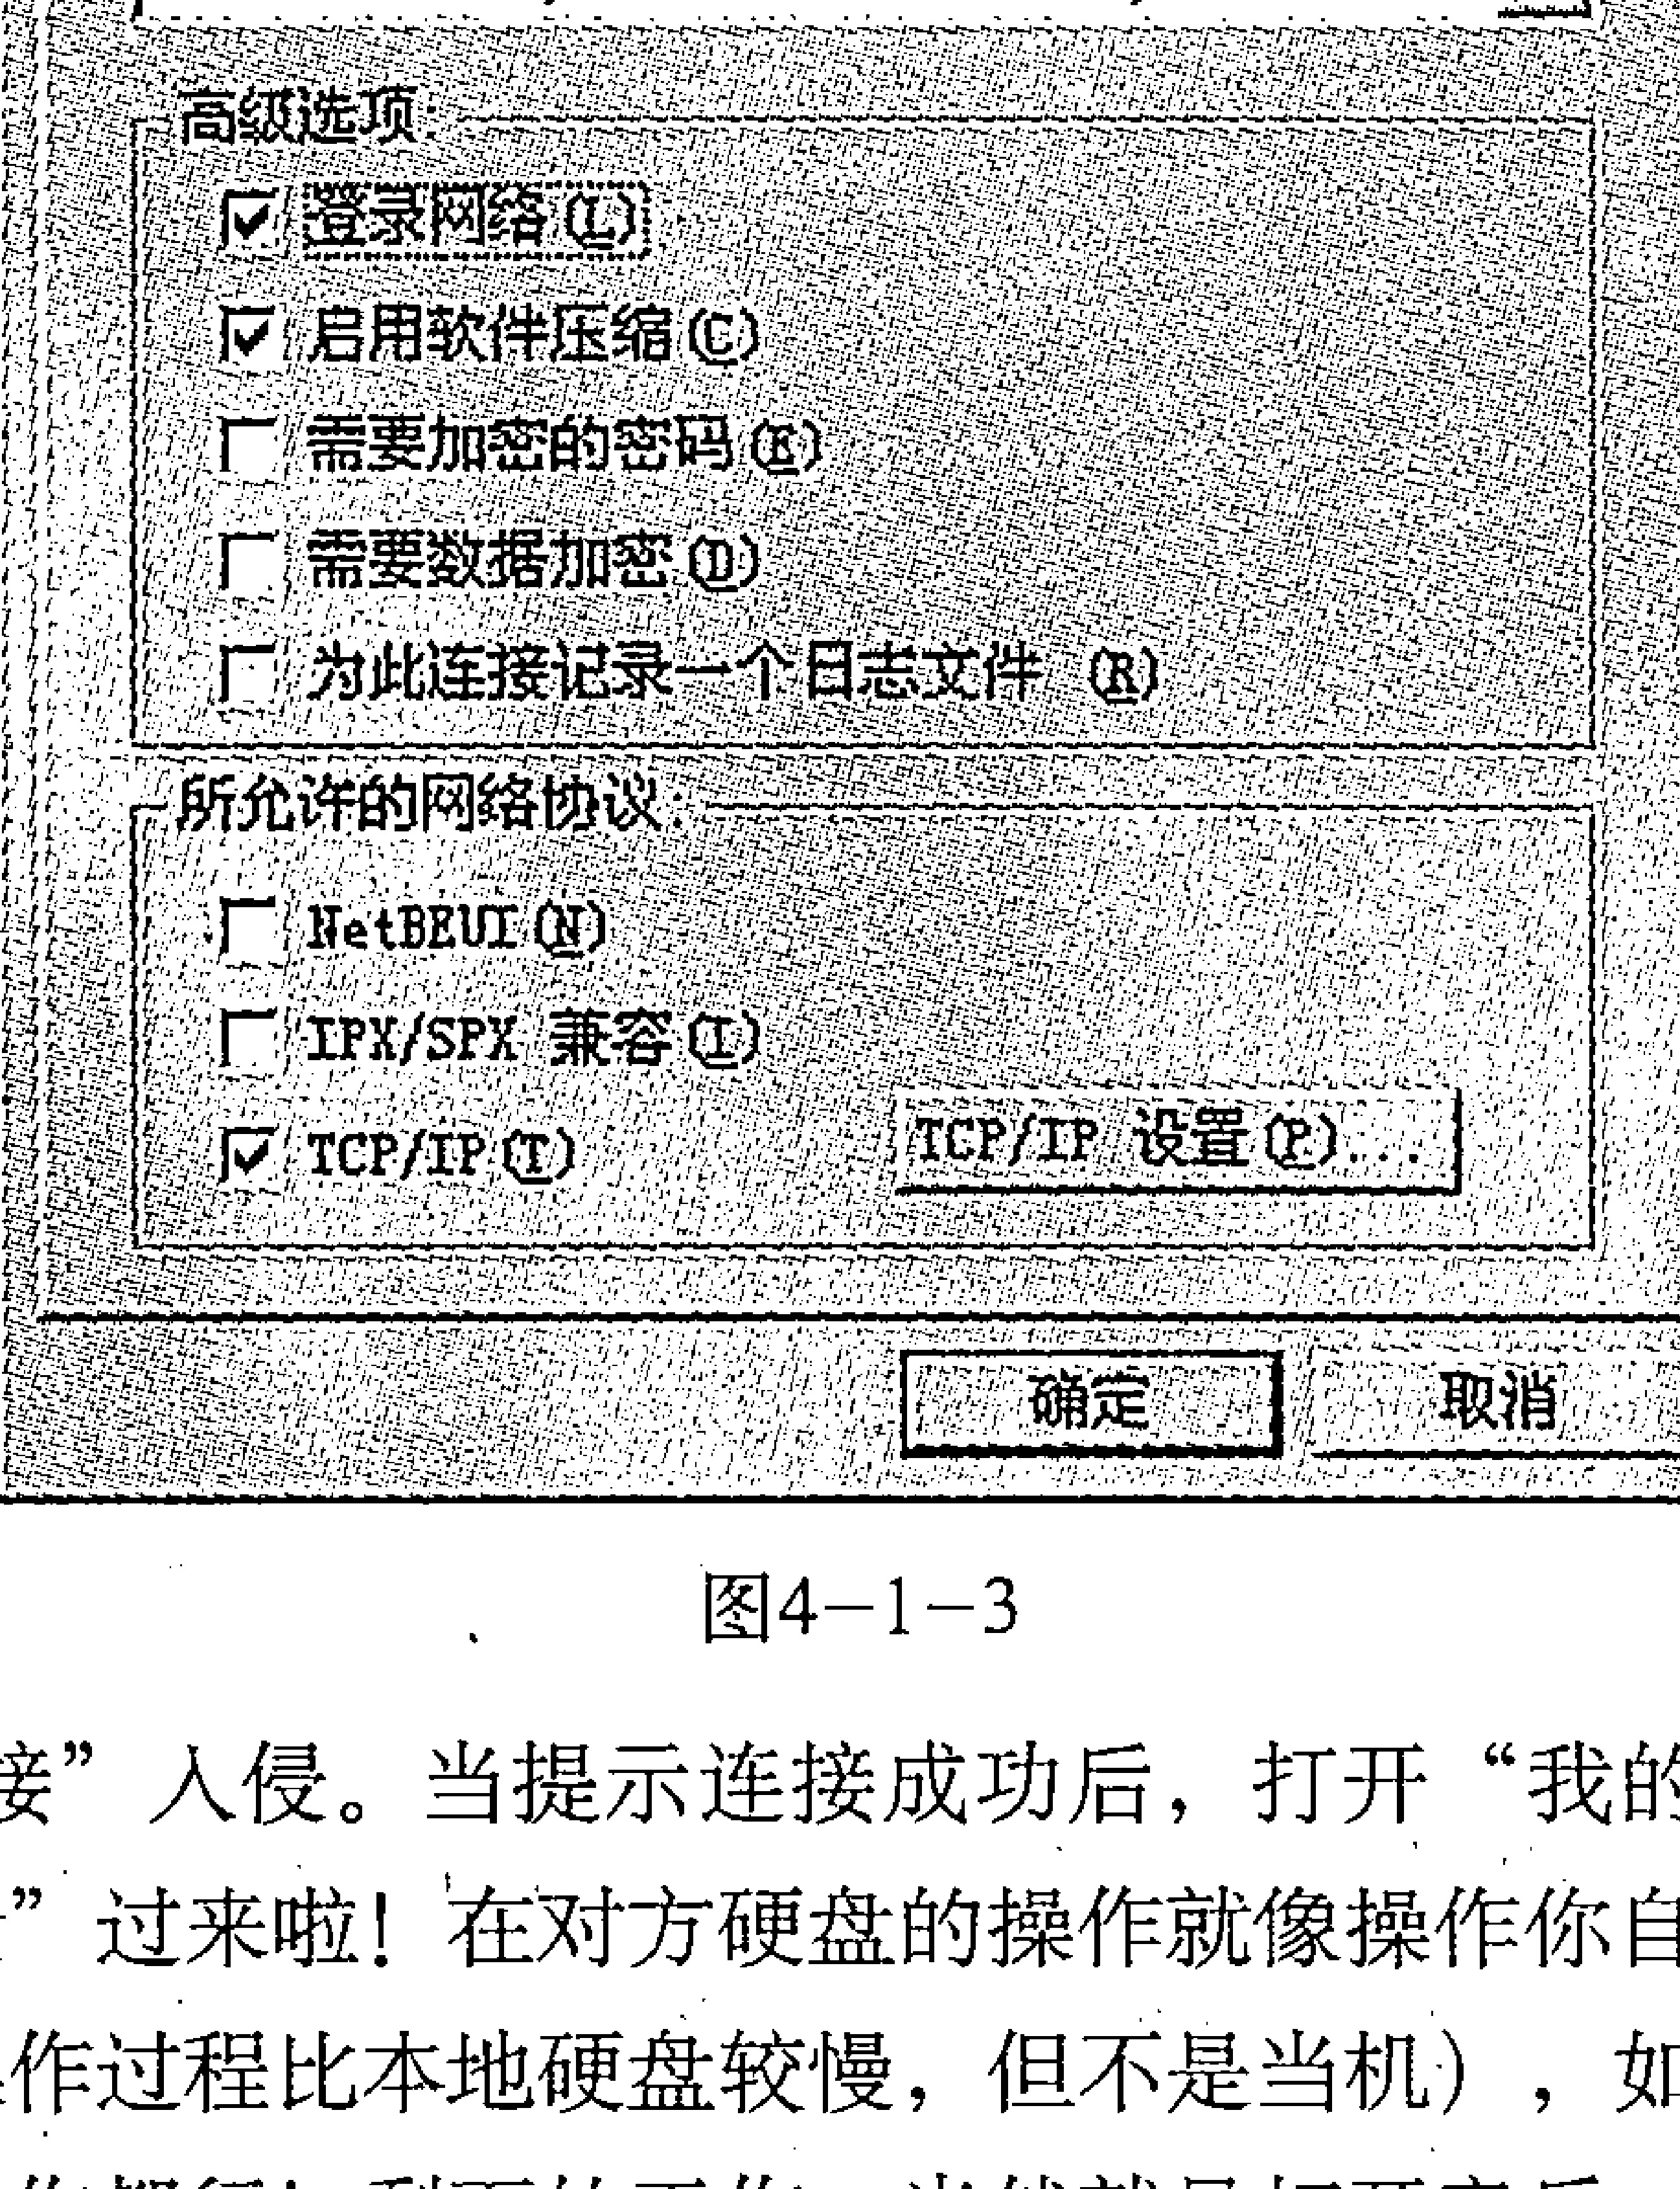 高级选项:
登录网络(L)
启用软件压缩(C)
需要加密的密码(E)
需要数据加密(D)
为此连接记录一个日志文件 (R)
所允许的网络协议:
NetBEUI(N)
IPX/SPX 兼容(I)
TCP/IP(T)
TCP/IP 设置(P)...
确定
取消
图4-1-3
接”入侵。当提示连接成功后，打开“我的
”过来啦！在对方硬盘的操作就像操作你自
作过程比本地硬盘较慢，但不是当机），如